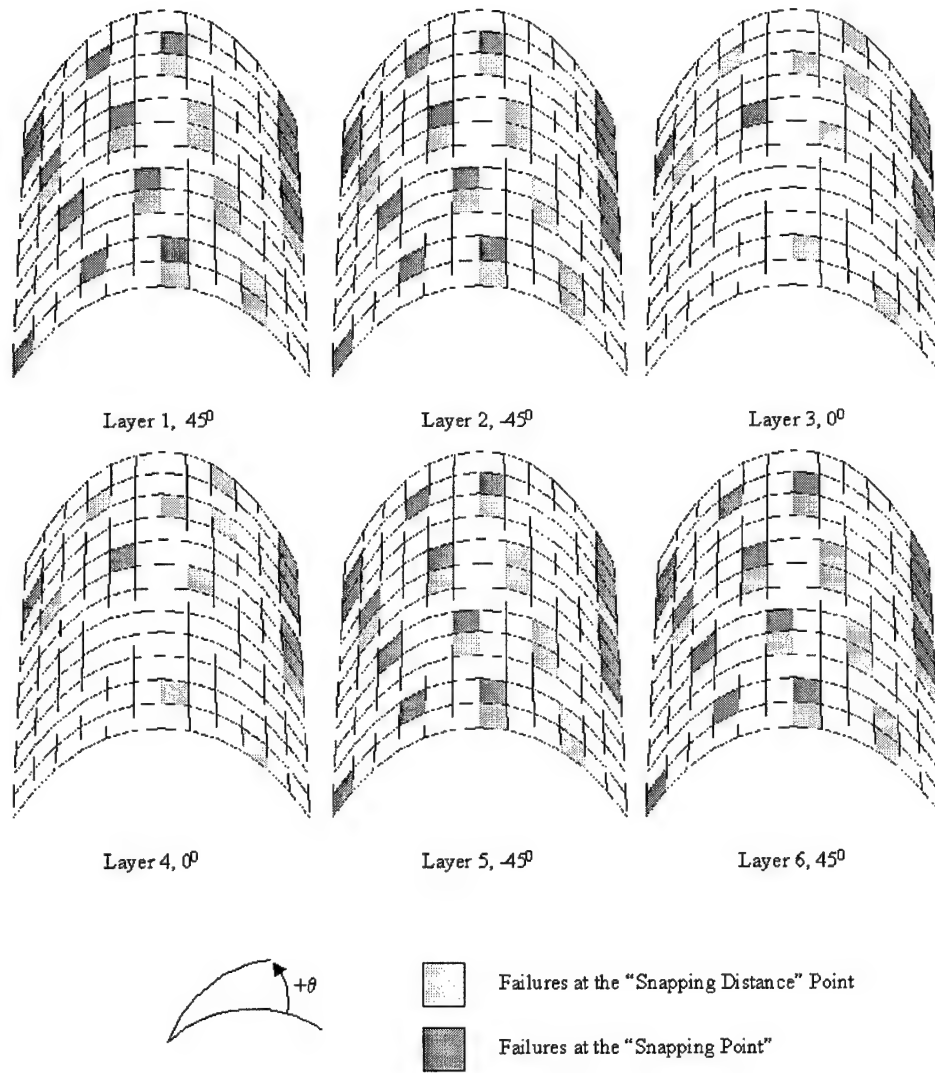 Layer 1, 45⁰
Layer 2, -45⁰
Layer 3, 0⁰
Layer 4, 0⁰
Layer 5, -45⁰
Layer 6, 45⁰
+θ
Failures at the “Snapping Distance” Point
Failures at the “Snapping Point”